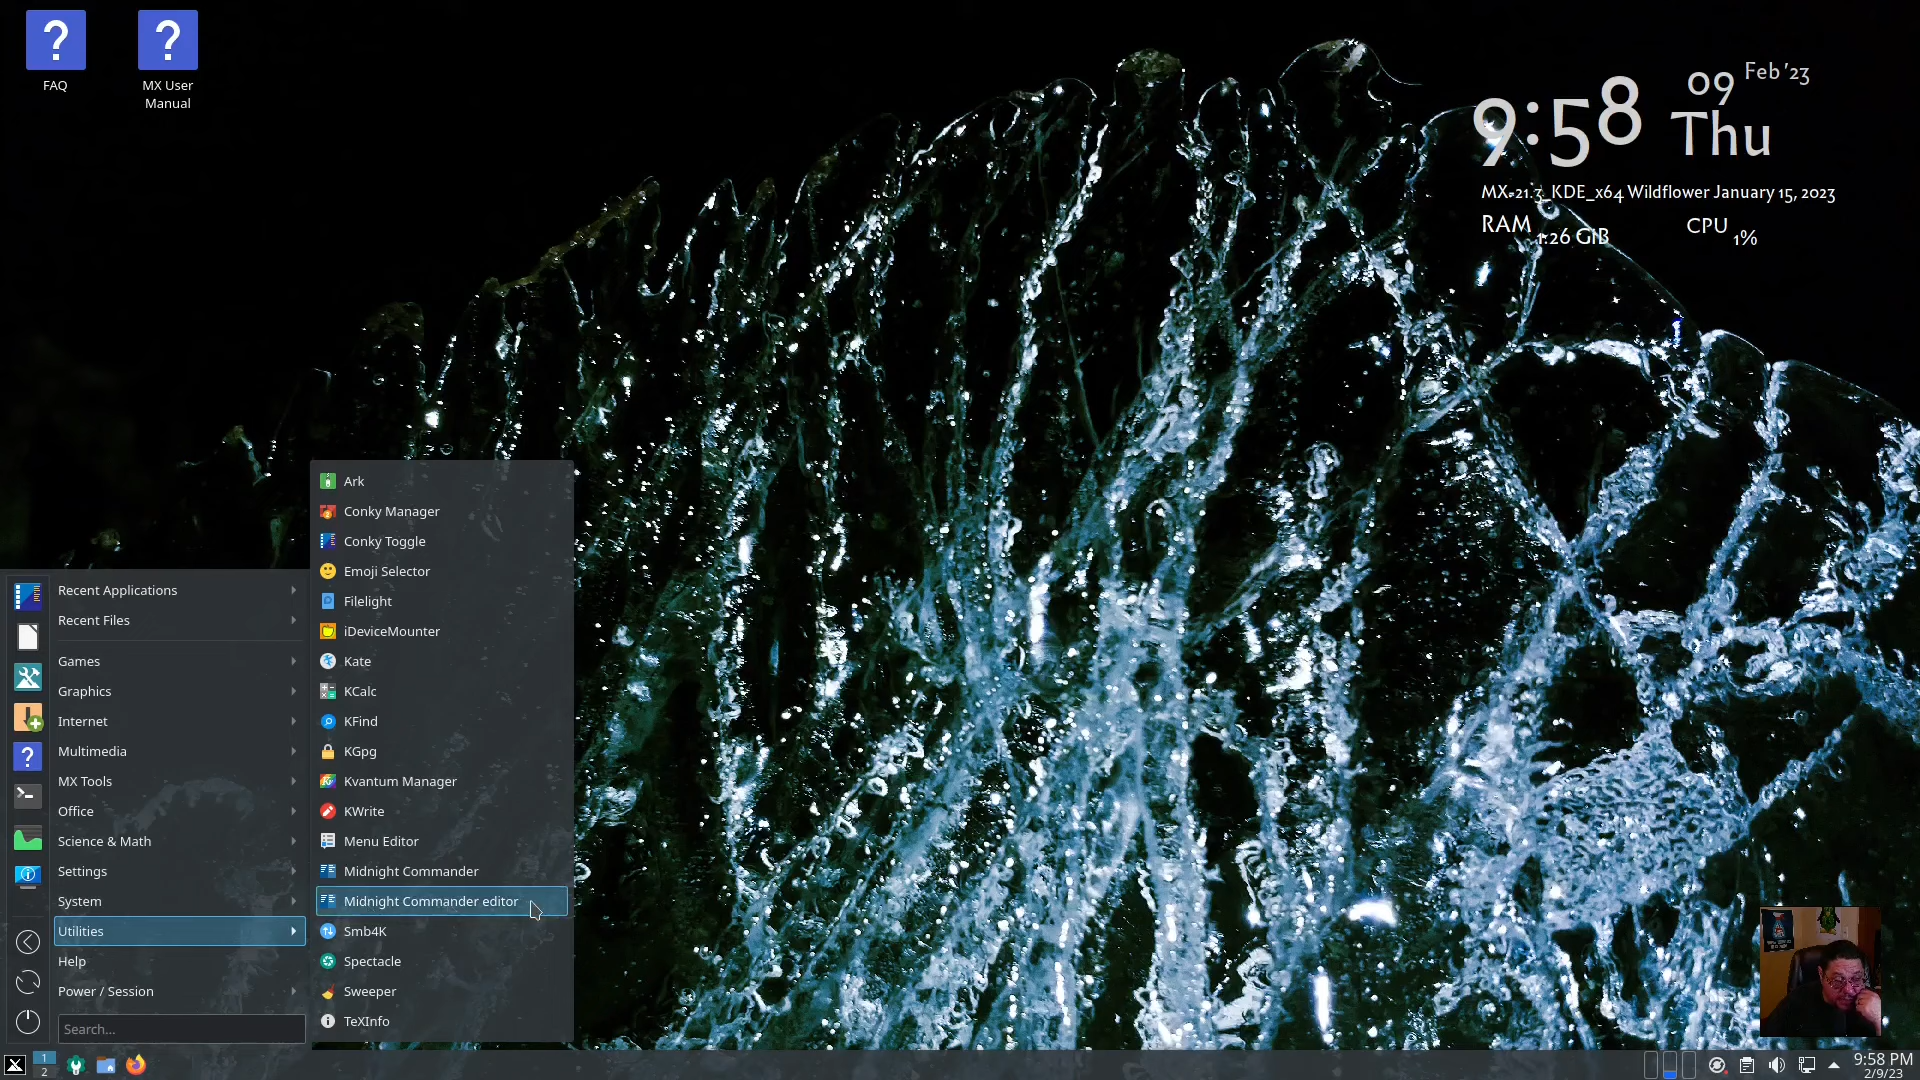 FAQ
MX User
Manual
9:58
09
Feb '23
Thu
MX-21.3_KDE_x64 Wildflower January 15, 2023
RAM 1.26 GIB
CPU 1%
Ark
Conky Manager
Conky Toggle
Emoji Selector
Filelight
iDeviceMounter
Kate
KCalc
KFind
KGpg
Kvantum Manager
KWrite
Menu Editor
Midnight Commander
Midnight Commander editor
Smb4K
Spectacle
Sweeper
TeXInfo
Recent Applications
Recent Files
Games
Graphics
Internet
Multimedia
MX Tools
Office
Science & Math
Settings
System
Utilities
Help
Power / Session
Search...
1
2
9:58 PM
2/9/23